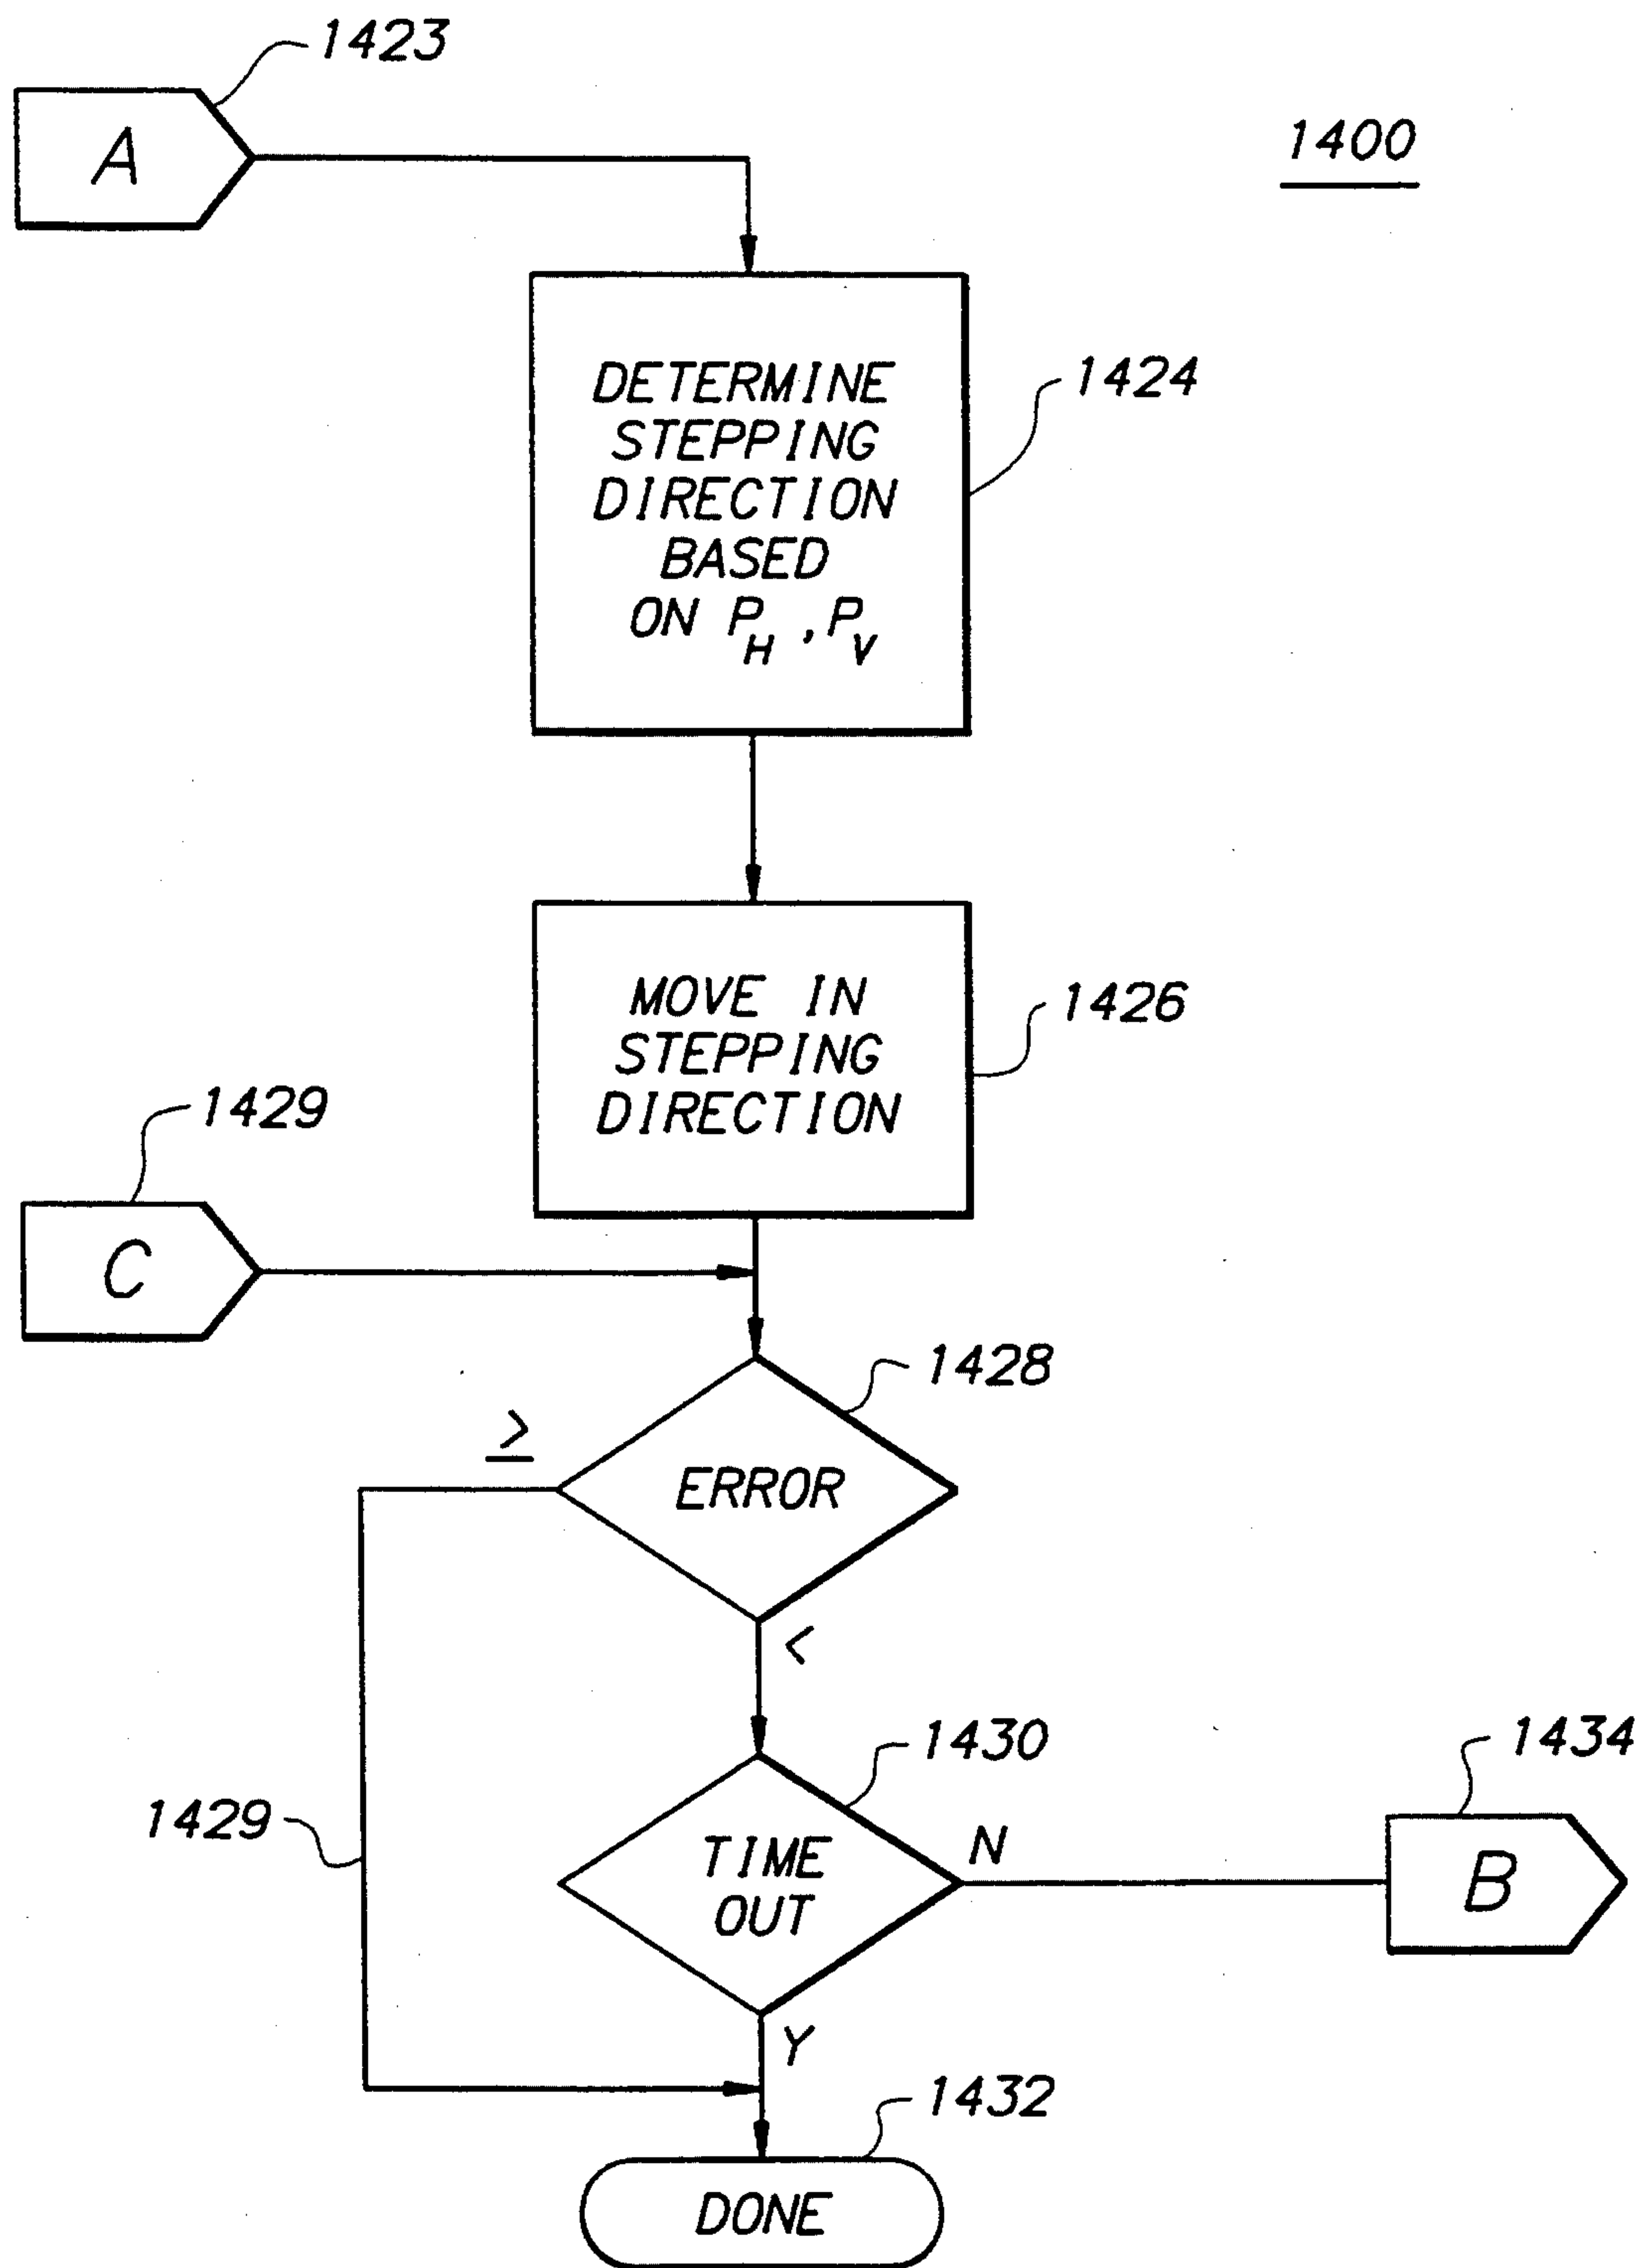 1423
A
1400
DETERMINE
STEPPING
DIRECTION
BASED
ON P_H, P_V
1424
MOVE IN
STEPPING
DIRECTION
1426
1429
C
1428
≥
ERROR
<
1430
1434
1429
TIME
OUT
N
B
Y
1432
DONE